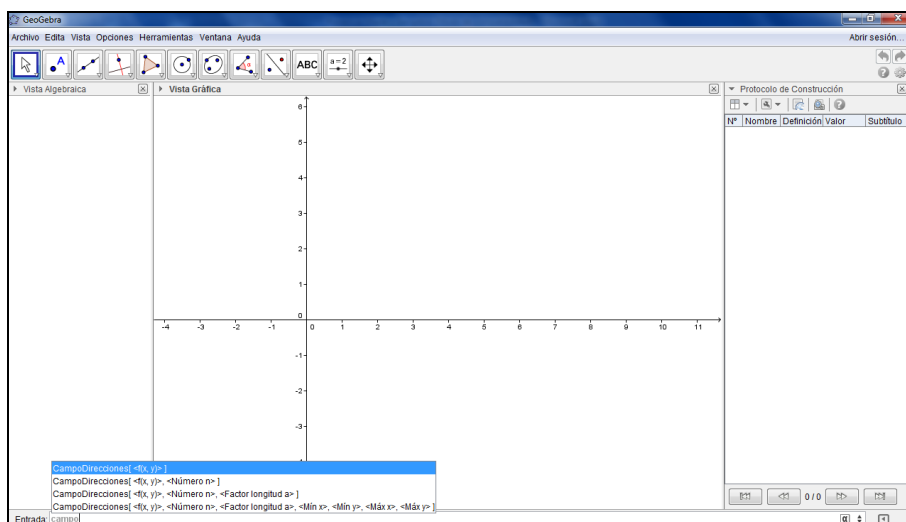 GeoGebra
Archivo Edita Vista Opciones Herramientas Ventana Ayuda Abrir sesión...
A α ABC a=2
Vista Algebraica Vista Gráfica Protocolo de Construcción
Nº Nombre Definición Valor Subtítulo
6
5
4
3
2
1
0
-4 -3 -2 -1 0 1 2 3 4 5 6 7 8 9 10 11
-1
-2
-3
CampoDirecciones[ <f(x, y)> ]
CampoDirecciones[ <f(x, y)>, <Número n> ]
CampoDirecciones[ <f(x, y)>, <Número n>, <Factor longitud a> ]
CampoDirecciones[ <f(x, y)>, <Número n>, <Factor longitud a>, <Mín x>, <Mín y>, <Máx x>, <Máx y> ]
0 / 0
Entrada: campo α